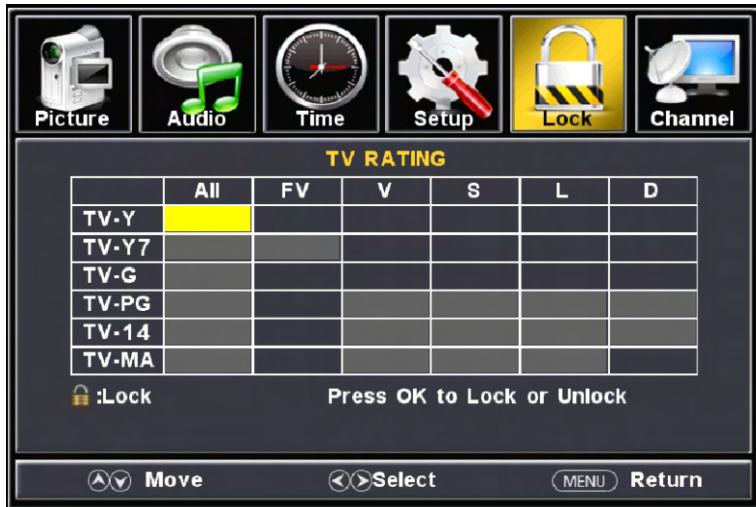 Picture Audio Time Setup Lock Channel
TV RATING
All FV V S L D
TV-Y
TV-Y7
TV-G
TV-PG
TV-14
TV-MA
:Lock Press OK to Lock or Unlock
Move Select MENU Return